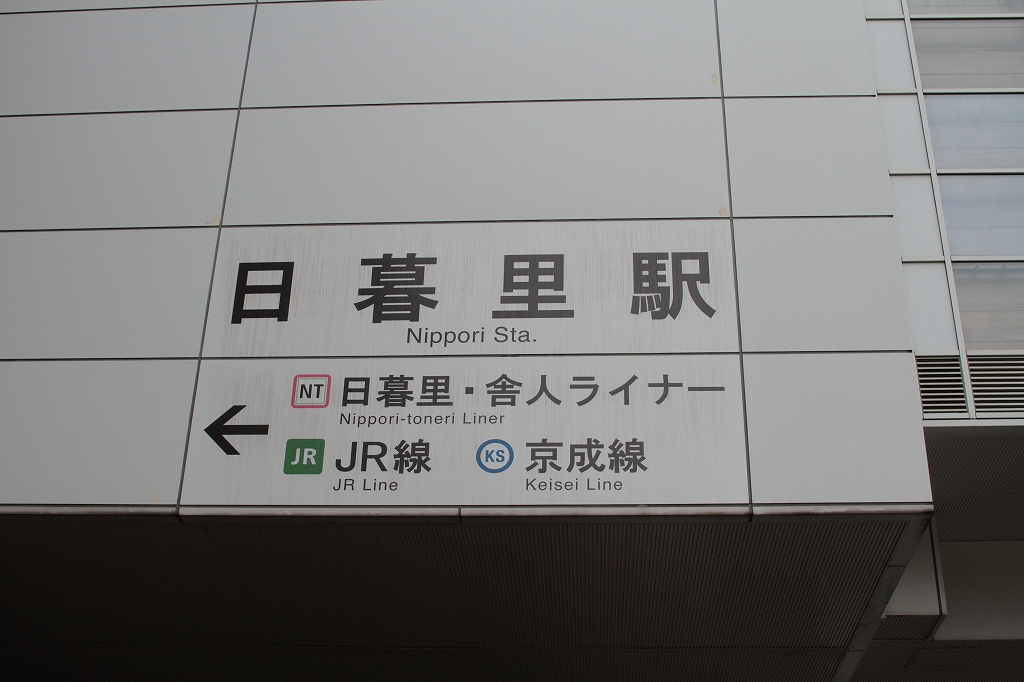 日暮里駅
Nippori Sta.
NT 日暮里・舎人ライナー
Nippori-toneri Liner
JR JR線 KS 京成線
JR Line Keisei Line